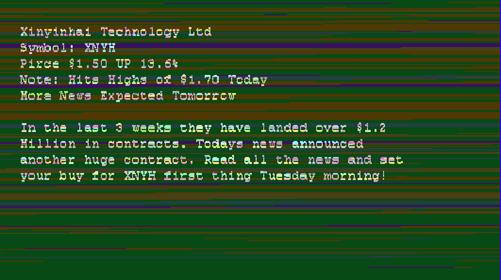 Xinyinhai Technology Ltd
Symbol: XNYH
Pirce $1.50 UP 13.6%
Note: Hits Highs of $1.70 Today
More News Expected Tomorrow
In the last 3 weeks they have landed over $1.2
Million in contracts. Todays news announced
another huge contract. Read all the news and set
your buy for XNYH first thing Tuesday morning!